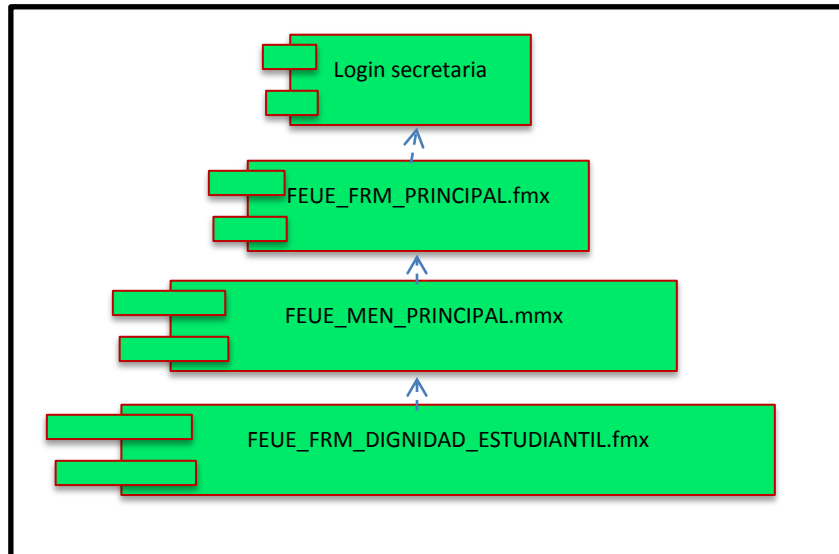 Login secretaria
FEUE_FRM_PRINCIPAL.fmx
FEUE_MEN_PRINCIPAL.mmx
FEUE_FRM_DIGNIDAD_ESTUDIANTIL.fmx